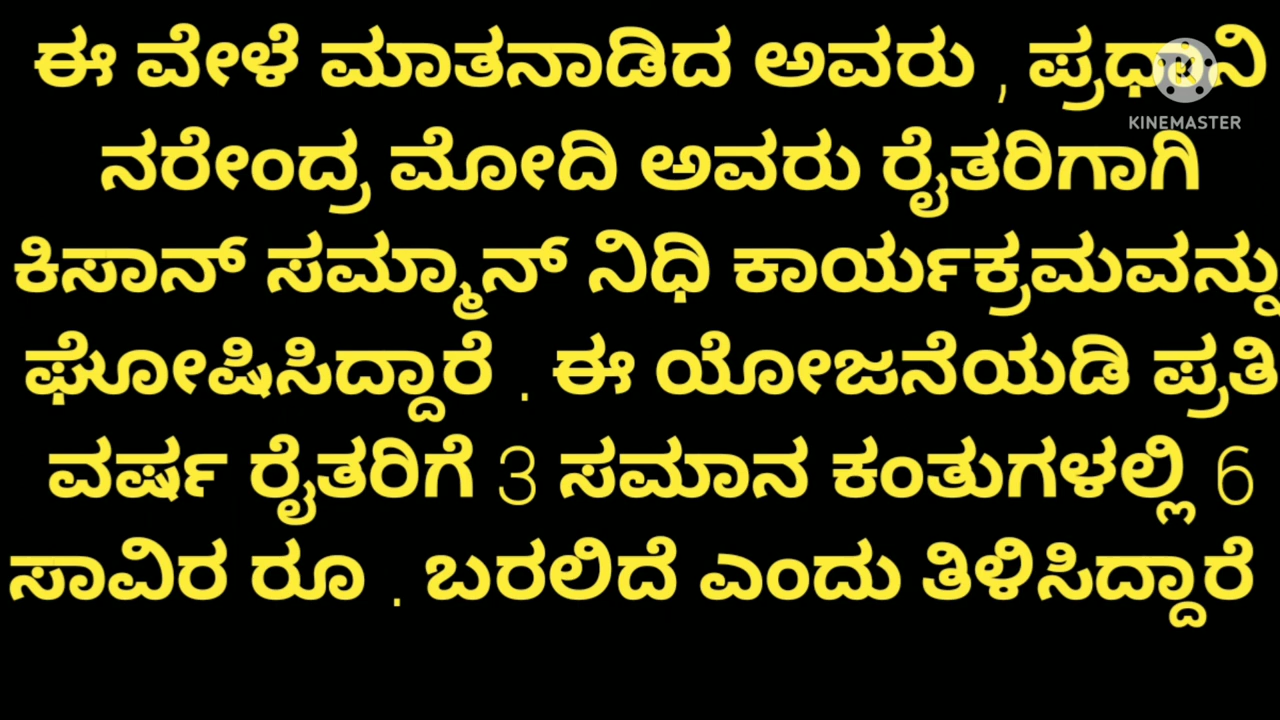 ಈ ವೇಳೆ ಮಾತನಾಡಿದ ಅವರು , ಪ್ರಧಾನಿ
KINEMASTER
ನರೇಂದ್ರ ಮೋದಿ ಅವರು ರೈತರಿಗಾಗಿ
ಕಿಸಾನ್ ಸಮ್ಮಾನ್ ನಿಧಿ ಕಾರ್ಯಕ್ರಮವನ್ನು
ಘೋಷಿಸಿದ್ದಾರೆ . ಈ ಯೋಜನೆಯಡಿ ಪ್ರತಿ
ವರ್ಷ ರೈತರಿಗೆ 3 ಸಮಾನ ಕಂತುಗಳಲ್ಲಿ 6
ಸಾವಿರ ರೂ . ಬರಲಿದೆ ಎಂದು ತಿಳಿಸಿದ್ದಾರೆ